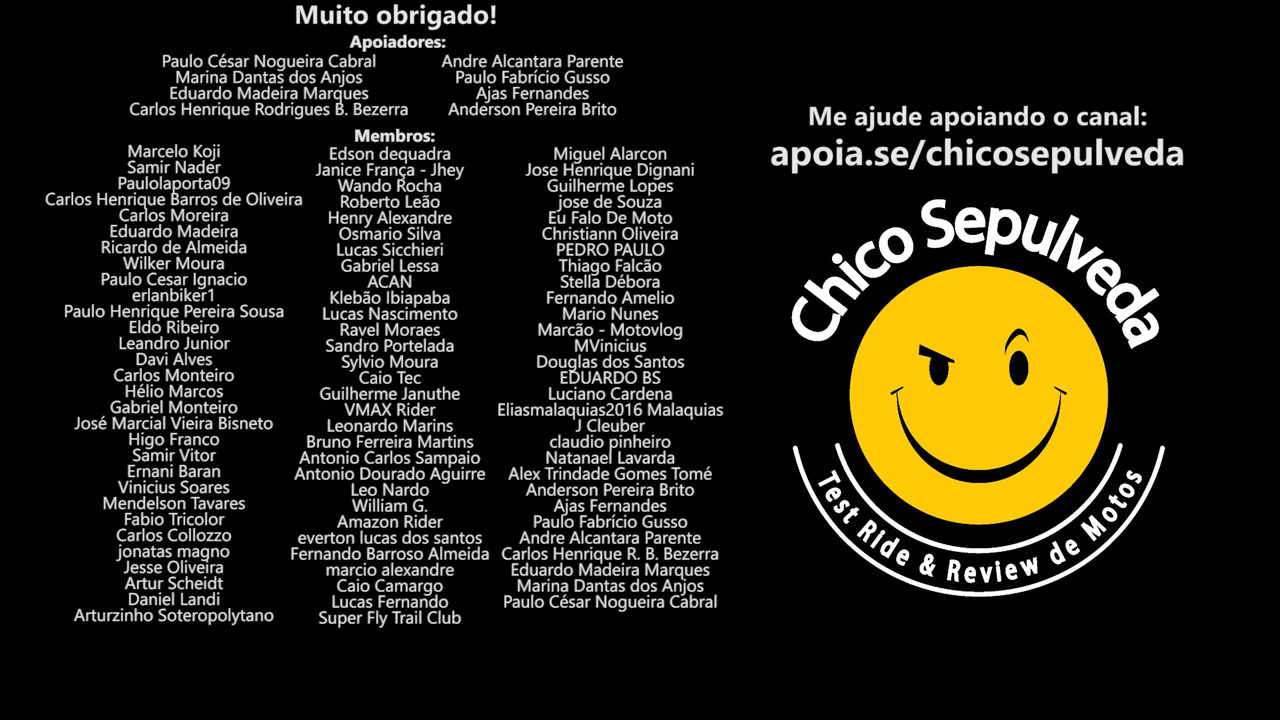 Muito obrigado!
Apoiadores:
Paulo César Nogueira Cabral
Marina Dantas dos Anjos
Eduardo Madeira Marques
Carlos Henrique Rodrigues B. Bezerra
Andre Alcantara Parente
Paulo Fabrício Gusso
Ajas Fernandes
Anderson Pereira Brito
Membros:
Marcelo Koji
Samir Nader
Paulolaporta09
Carlos Henrique Barros de Oliveira
Carlos Moreira
Eduardo Madeira
Ricardo de Almeida
Wilker Moura
Paulo Cesar Ignacio
erlanbiker1
Paulo Henrique Pereira Sousa
Eldo Ribeiro
Leandro Junior
Davi Alves
Carlos Monteiro
Hélio Marcos
Gabriel Monteiro
José Marcial Vieira Bisneto
Higo Franco
Samir Vitor
Ernani Baran
Vinicius Soares
Mendelson Tavares
Fabio Tricolor
Carlos Collozzo
jonatas magno
Jesse Oliveira
Artur Scheidt
Daniel Landi
Arturzinho Soteropolytano
Edson dequadra
Janice França - Jhey
Wando Rocha
Roberto Leão
Henry Alexandre
Osmario Silva
Lucas Sicchieri
Gabriel Lessa
ACAN
Klebão Ibiapaba
Lucas Nascimento
Ravel Moraes
Sandro Portelada
Sylvio Moura
Caio Tec
Guilherme Januthe
VMAX Rider
Leonardo Marins
Bruno Ferreira Martins
Antonio Carlos Sampaio
Antonio Dourado Aguirre
Leo Nardo
William G.
Amazon Rider
everton lucas dos santos
Fernando Barroso Almeida
marcio alexandre
Caio Camargo
Lucas Fernando
Super Fly Trail Club
Miguel Alarcon
Jose Henrique Dignani
Guilherme Lopes
jose de Souza
Eu Falo De Moto
Christiann Oliveira
PEDRO PAULO
Thiago Falcão
Stella Débora
Fernando Amelio
Mario Nunes
Marcão - Motovlog
MVinicius
Douglas dos Santos
EDUARDO BS
Luciano Cardena
Eliasmalaquias2016 Malaquias
J Cleuber
claudio pinheiro
Natanael Lavarda
Alex Trindade Gomes Tomé
Anderson Pereira Brito
Ajas Fernandes
Paulo Fabrício Gusso
Andre Alcantara Parente
Carlos Henrique R. B. Bezerra
Eduardo Madeira Marques
Marina Dantas dos Anjos
Paulo César Nogueira Cabral
Me ajude apoiando o canal:
apoia.se/chicosepulveda
Chico Sepulveda
Test Ride & Review de Motos